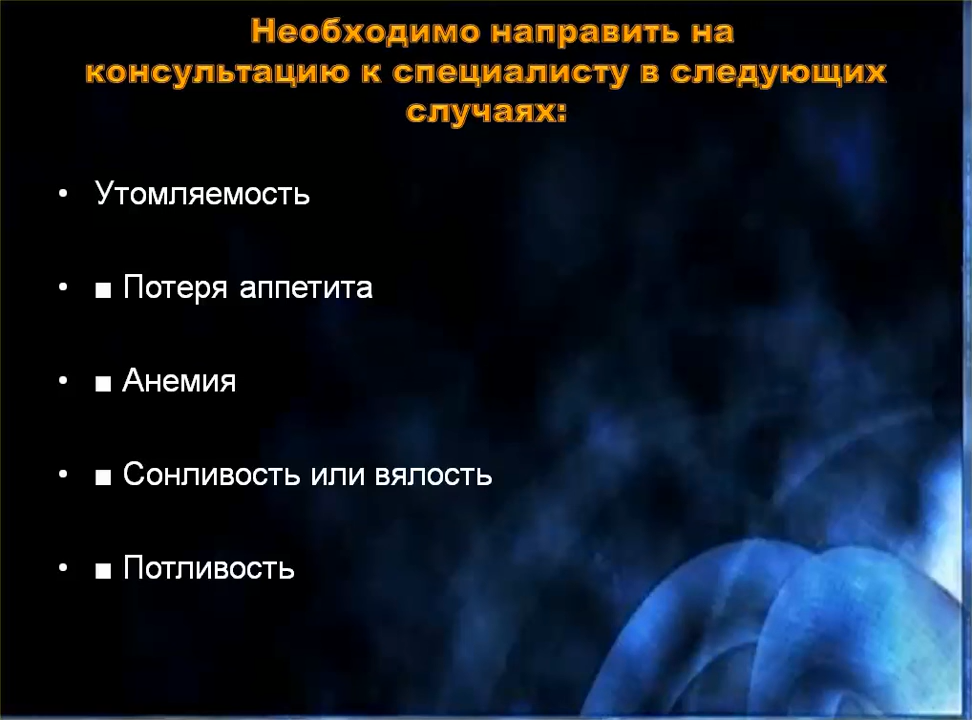 Необходимо направить на
консультацию к специалисту в следующих
случаях:
• Утомляемость
• ■ Потеря аппетита
• ■ Анемия
• ■ Сонливость или вялость
• ■ Потливость